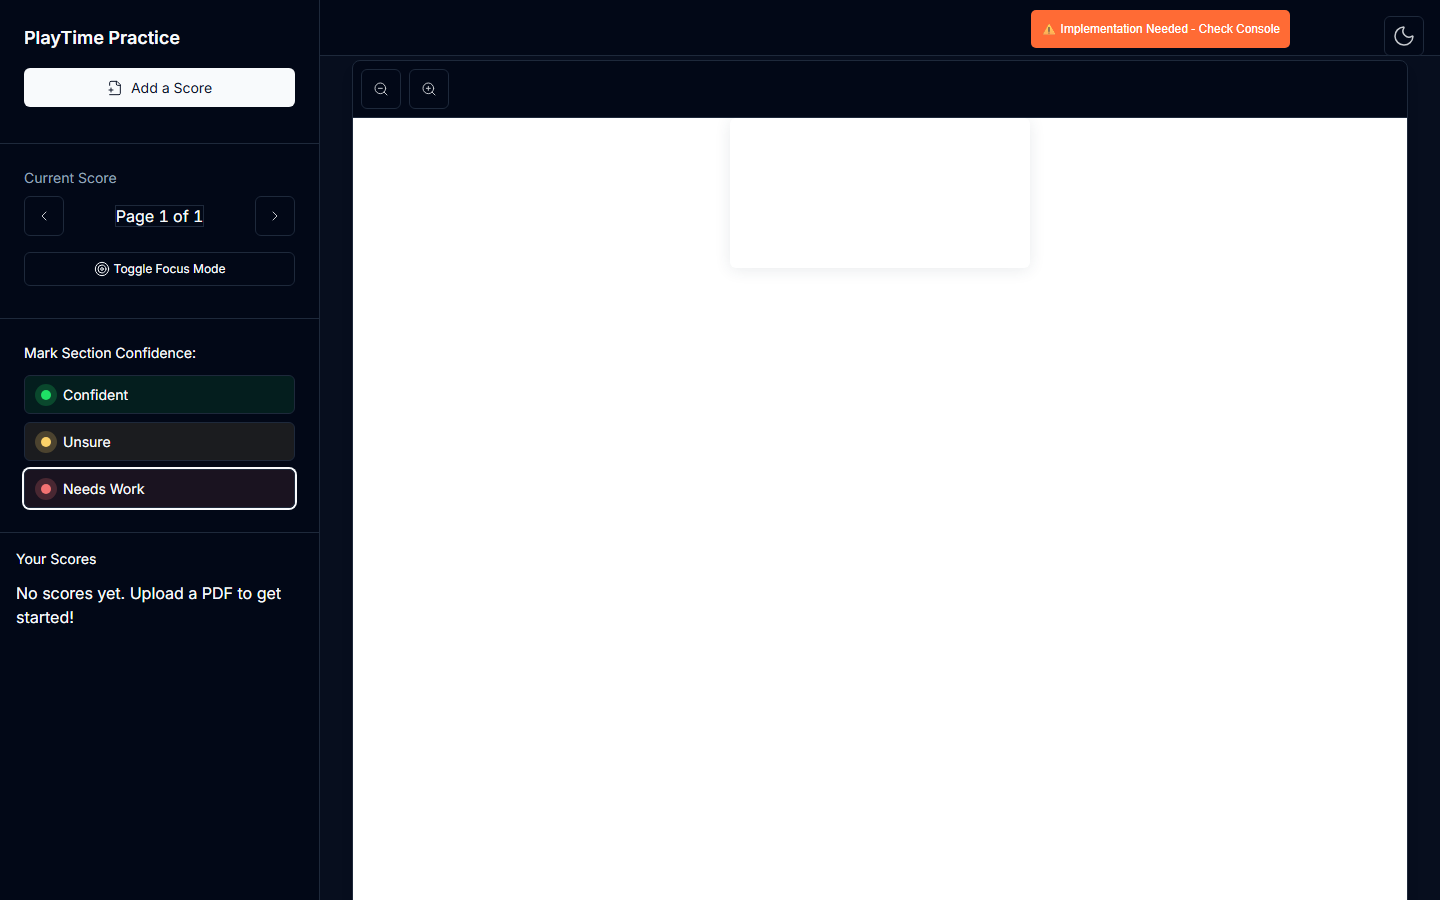 PlayTime Practice
Add a Score
Current Score
Page 1 of 1
Toggle Focus Mode
Mark Section Confidence:
Confident
Unsure
Needs Work
Your Scores
No scores yet. Upload a PDF to get
started!
⚠️ Implementation Needed - Check Console